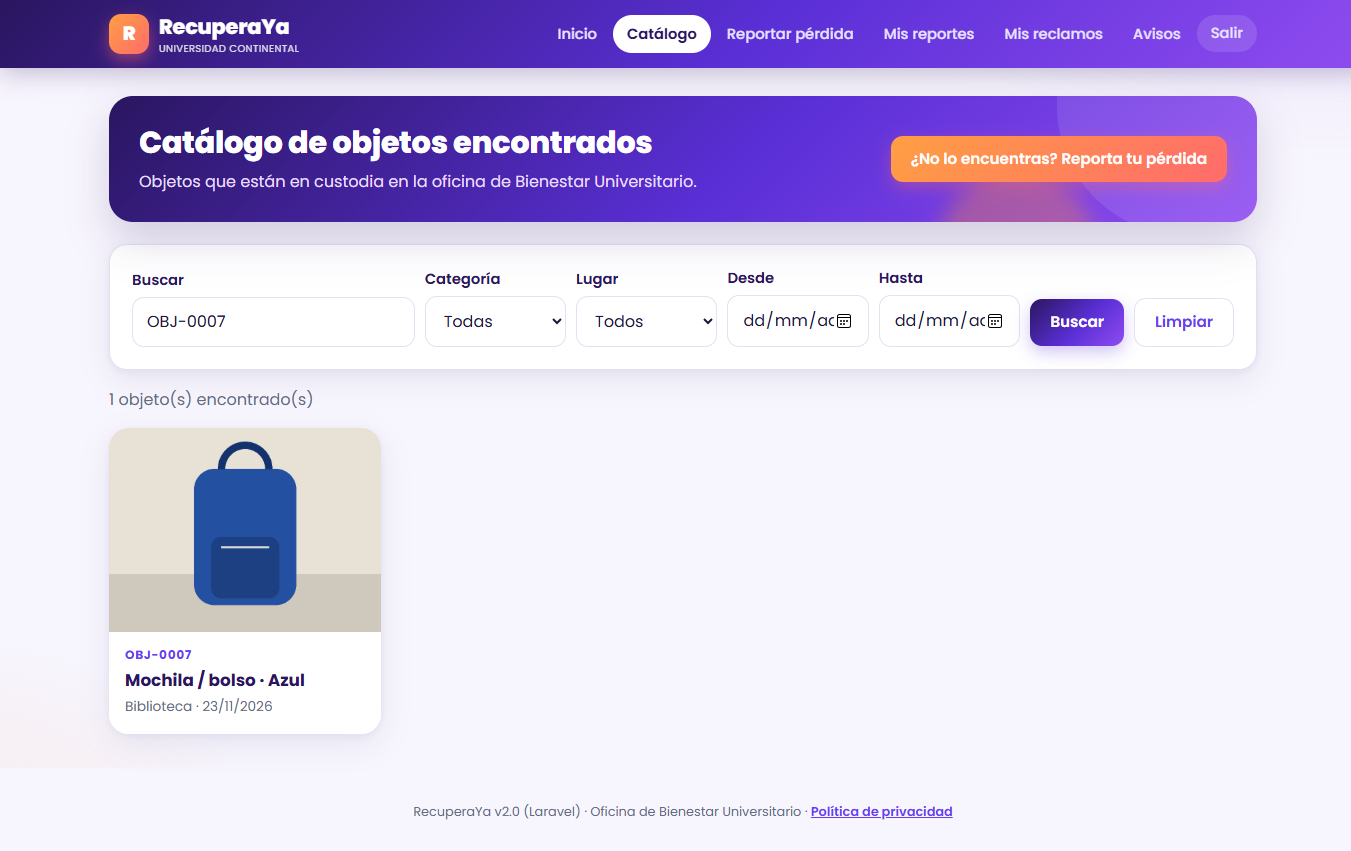 R
RecuperaYa
UNIVERSIDAD CONTINENTAL
Inicio
Catálogo
Reportar pérdida
Mis reportes
Mis reclamos
Avisos
Salir
Catálogo de objetos encontrados
Objetos que están en custodia en la oficina de Bienestar Universitario.
¿No lo encuentras? Reporta tu pérdida
Buscar
Categoría
Lugar
Desde
Hasta
OBJ-0007
Todas
Todos
dd/mm/aa
dd/mm/aa
Buscar
Limpiar
1 objeto(s) encontrado(s)
OBJ-0007
Mochila / bolso · Azul
Biblioteca · 23/11/2026
RecuperaYa v2.0 (Laravel) · Oficina de Bienestar Universitario · Política de privacidad